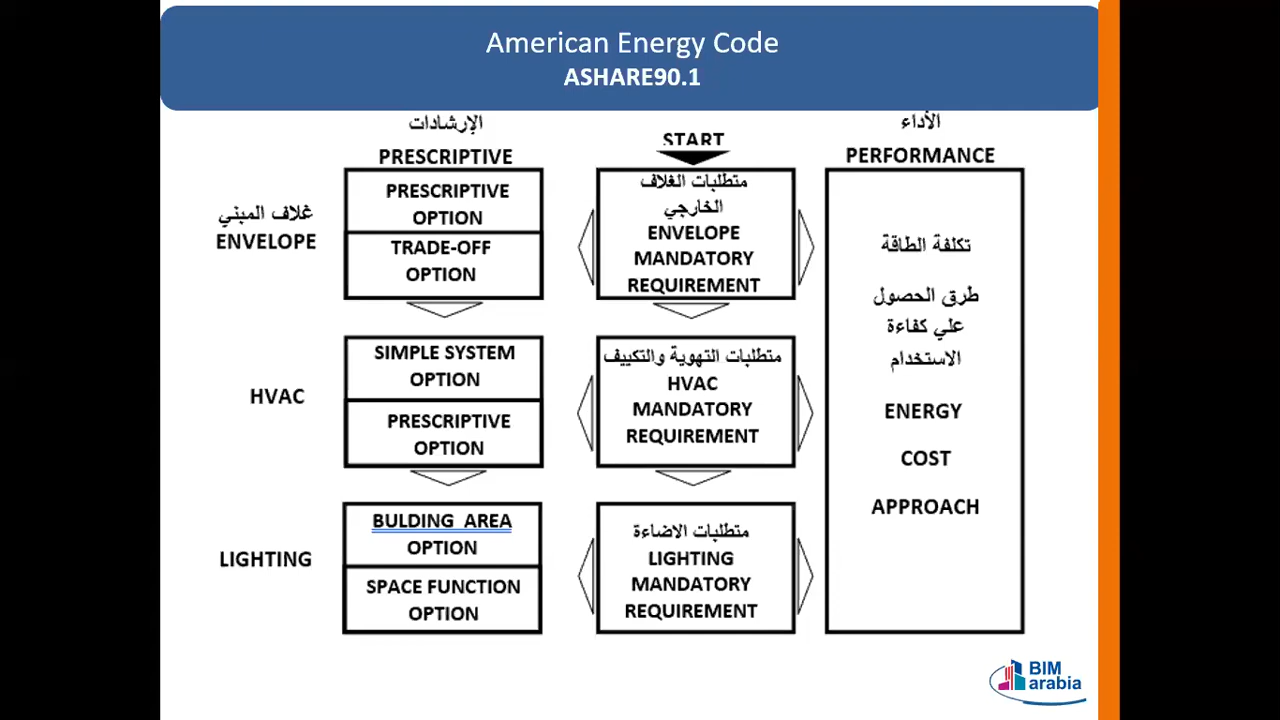 American Energy Code
ASHARE90.1
الإرشادات
PRESCRIPTIVE
START
الأداء
PERFORMANCE
غلاف المبني
ENVELOPE
PRESCRIPTIVE
OPTION
TRADE-OFF
OPTION
متطلبات الغلاف
الخارجي
ENVELOPE
MANDATORY
REQUIREMENT
HVAC
SIMPLE SYSTEM
OPTION
PRESCRIPTIVE
OPTION
متطلبات التهوية والتكييف
HVAC
MANDATORY
REQUIREMENT
LIGHTING
BULDING AREA
OPTION
SPACE FUNCTION
OPTION
متطلبات الاضاءة
LIGHTING
MANDATORY
REQUIREMENT
تكلفة الطاقة
طرق الحصول
علي كفاءة
الاستخدام
ENERGY
COST
APPROACH
BIM
arabia